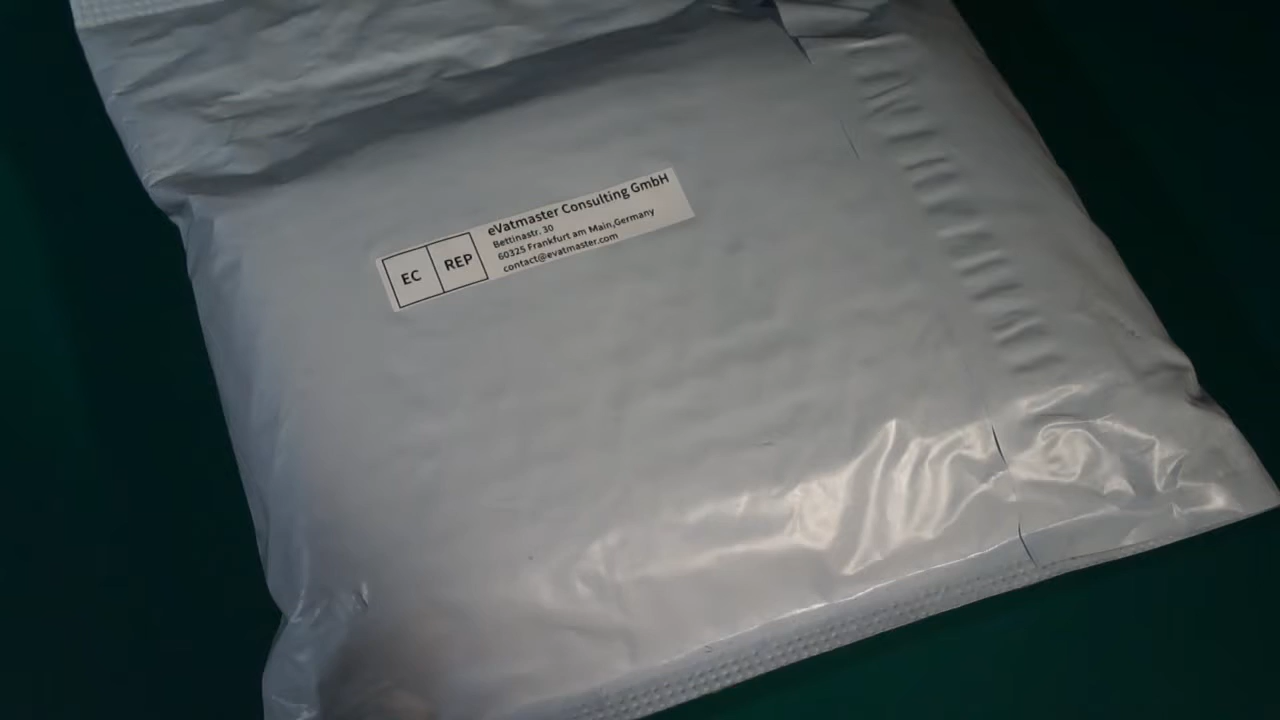 EC REP
eVatmaster Consulting GmbH
Bettinastr. 30
60325 Frankfurt am Main,Germany
contact@evatmaster.com